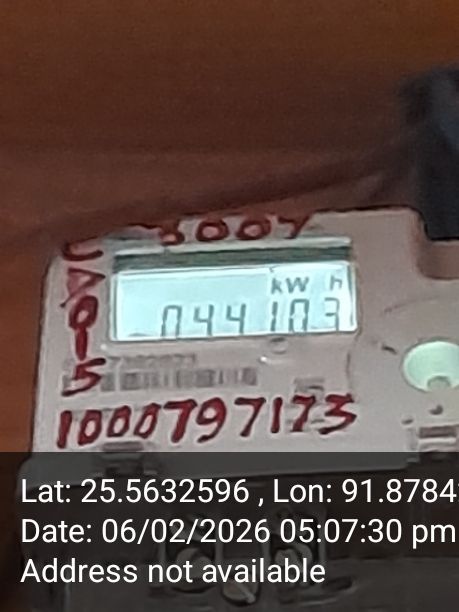 kW h
044103
UA015
1000797173
Lat: 25.5632596 , Lon: 91.8784
Date: 06/02/2026 05:07:30 pm
Address not available